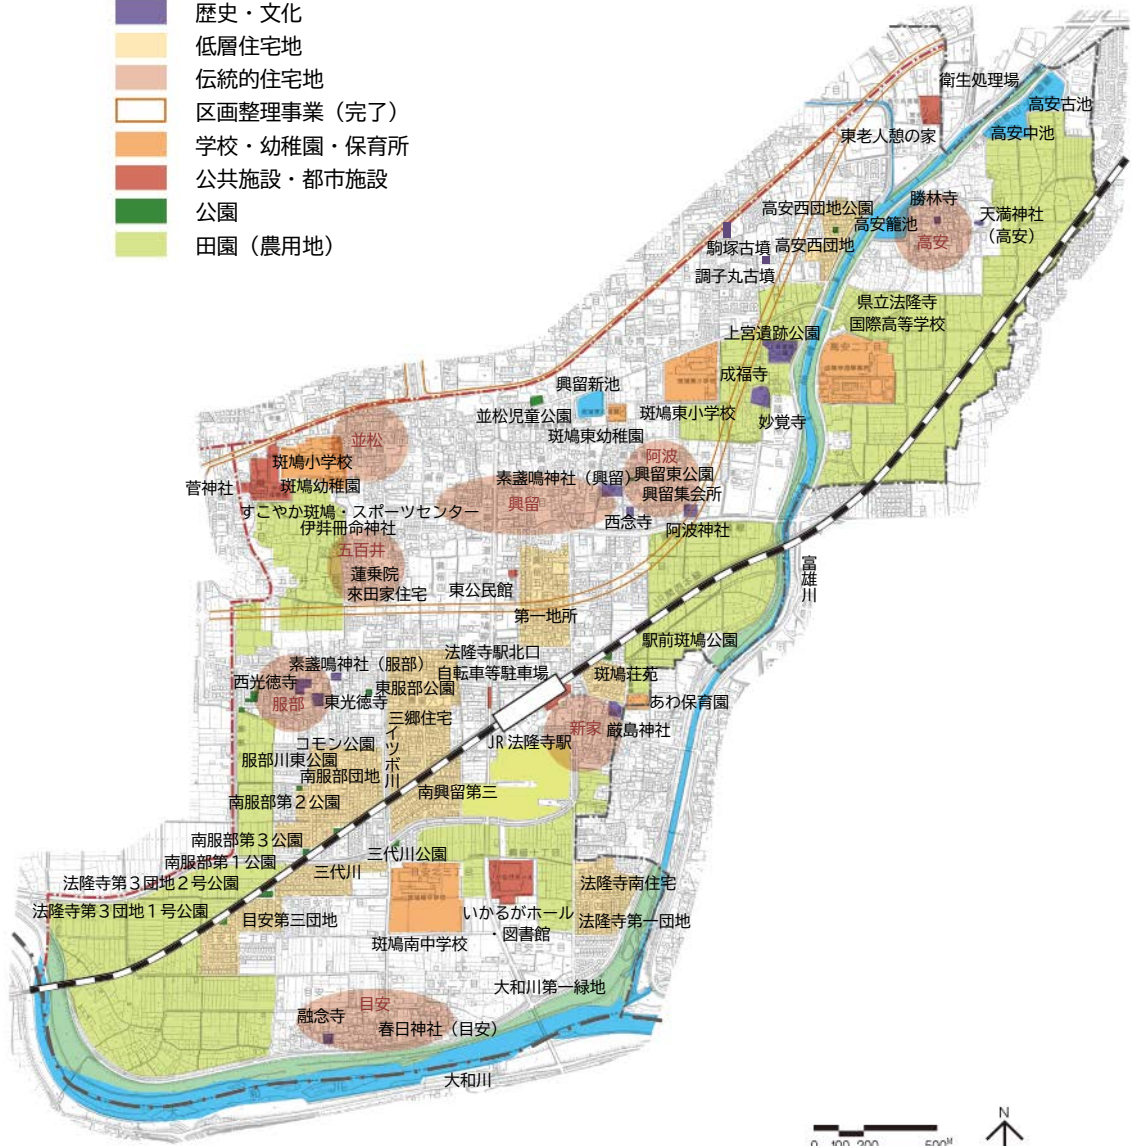 歴史・文化
低層住宅地
伝統的住宅地
区画整理事業（完了）
学校・幼稚園・保育所
公共施設・都市施設
公園
田園（農用地）
衛生処理場
高安古池
高安中池
東老人憩の家
勝林寺
高安西団地公園
天満神社
（高安）
高安籠池
高安
駒塚古墳
高安西団地
調子丸古墳
県立法隆寺
国際高等学校
上宮遺跡公園
高安二丁目
成福寺
興留新池
並松児童公園
斑鳩東小学校
妙覚寺
斑鳩東幼稚園
並松
斑鳩小学校
阿波
素盞鳴神社（興留）
興留東公園
菅神社
斑鳩幼稚園
興留集会所
興留
すこやか斑鳩・スポーツセンター
西念寺
伊弉冊命神社
阿波神社
五百井
蓮乗院
富雄川
來田家住宅
東公民館
第一地所
駅前斑鳩公園
法隆寺駅北口
自転車等駐車場
素盞鳴神社（服部）
斑鳩荘苑
西光徳寺
東服部公園
服部
東光徳寺
あわ保育園
三郷住宅
新家
厳島神社
イツボ川
コモン公園
JR 法隆寺駅
服部川東公園
南服部団地
南興留第三
南服部第２公園
南服部第３公園
三代川公園
南服部第１公園
三代川
法隆寺第３団地２号公園
法隆寺南住宅
法隆寺第３団地１号公園
目安第三団地
いかるがホール
・図書館
法隆寺第一団地
斑鳩南中学校
大和川第一緑地
目安
融念寺
春日神社（目安）
大和川
N
0 100 200 500M